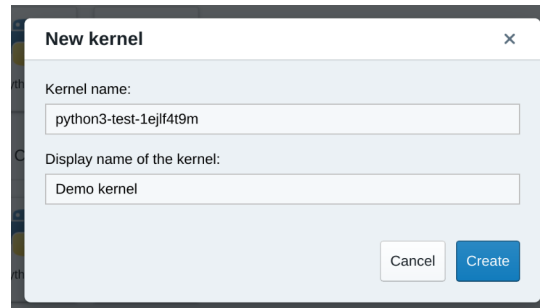 New kernel
×
Kernel name:
python3-test-1ejlf4t9m
Display name of the kernel:
Demo kernel
Cancel Create